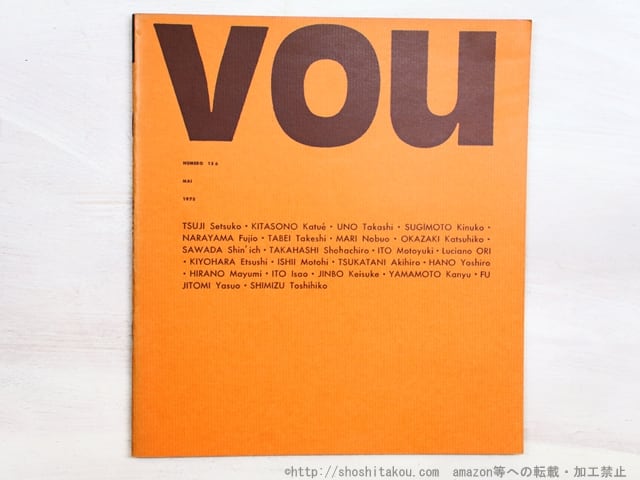 vou
NUMERO 136
MAI
1973
TSUJI Setsuko • KITASONO Katué • UNO Takashi • SUGIMOTO Kinuko •
NARAYAMA Fujio • TABEI Takeshi • MARI Nobuo • OKAZAKI Katsuhiko •
SAWADA Shin'ich • TAKAHASHI Shohachiro • ITO Motoyuki • Luciano ORI
• KIYOHARA Etsushi • ISHII Motohi • TSUKATANI Akihiro • HANO Yoshiro
• HIRANO Mayumi • ITO Isao • JINBO Keisuke • YAMAMOTO Kanyu • FU
JITOMI Yasuo • SHIMIZU Toshihiko
©http://shoshitakou.com amazon等への転載・加工禁止